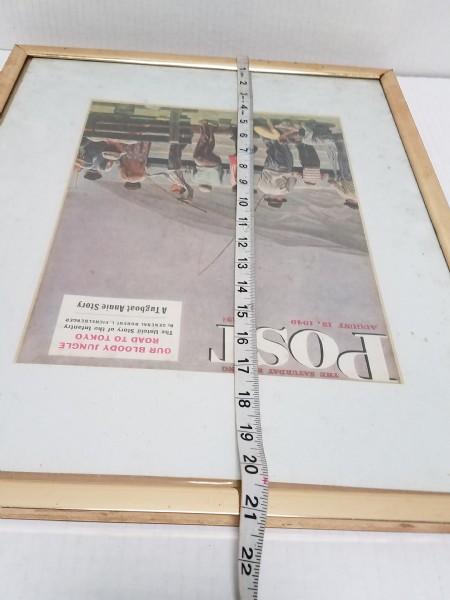 THE SATURDAY
POST
AUGUST 13, 1949
OUR BLOODY JUNGLE
ROAD TO TOKYO
The Untold Story of the Infantry
By GENERAL ROBERT L. EICHELBERGER
A Tugboat Annie Story
1
2
3
4
5
6
7
8
9
10
11
12
13
14
15
16
17
18
19
20
21
22